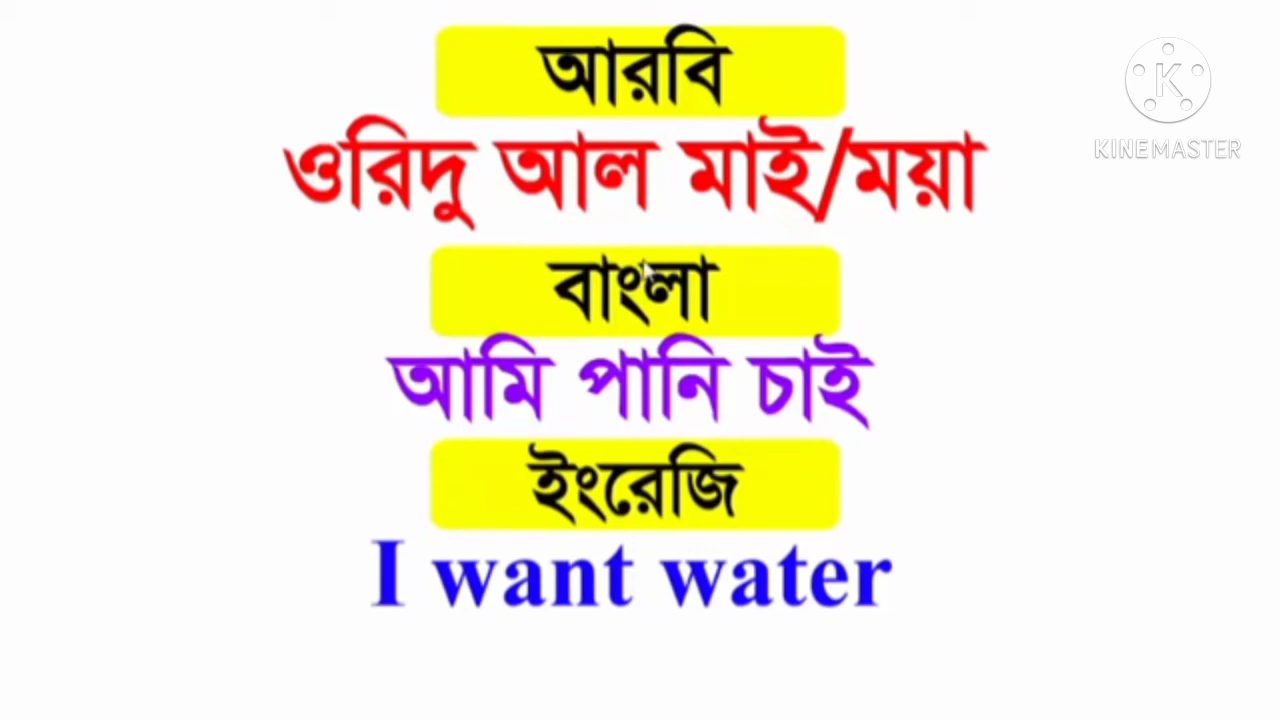 আরবি
ওরিদু আল মাই/ময়া
বাংলা
আমি পানি চাই
ইংরেজি
I want water
K
KINEMASTER